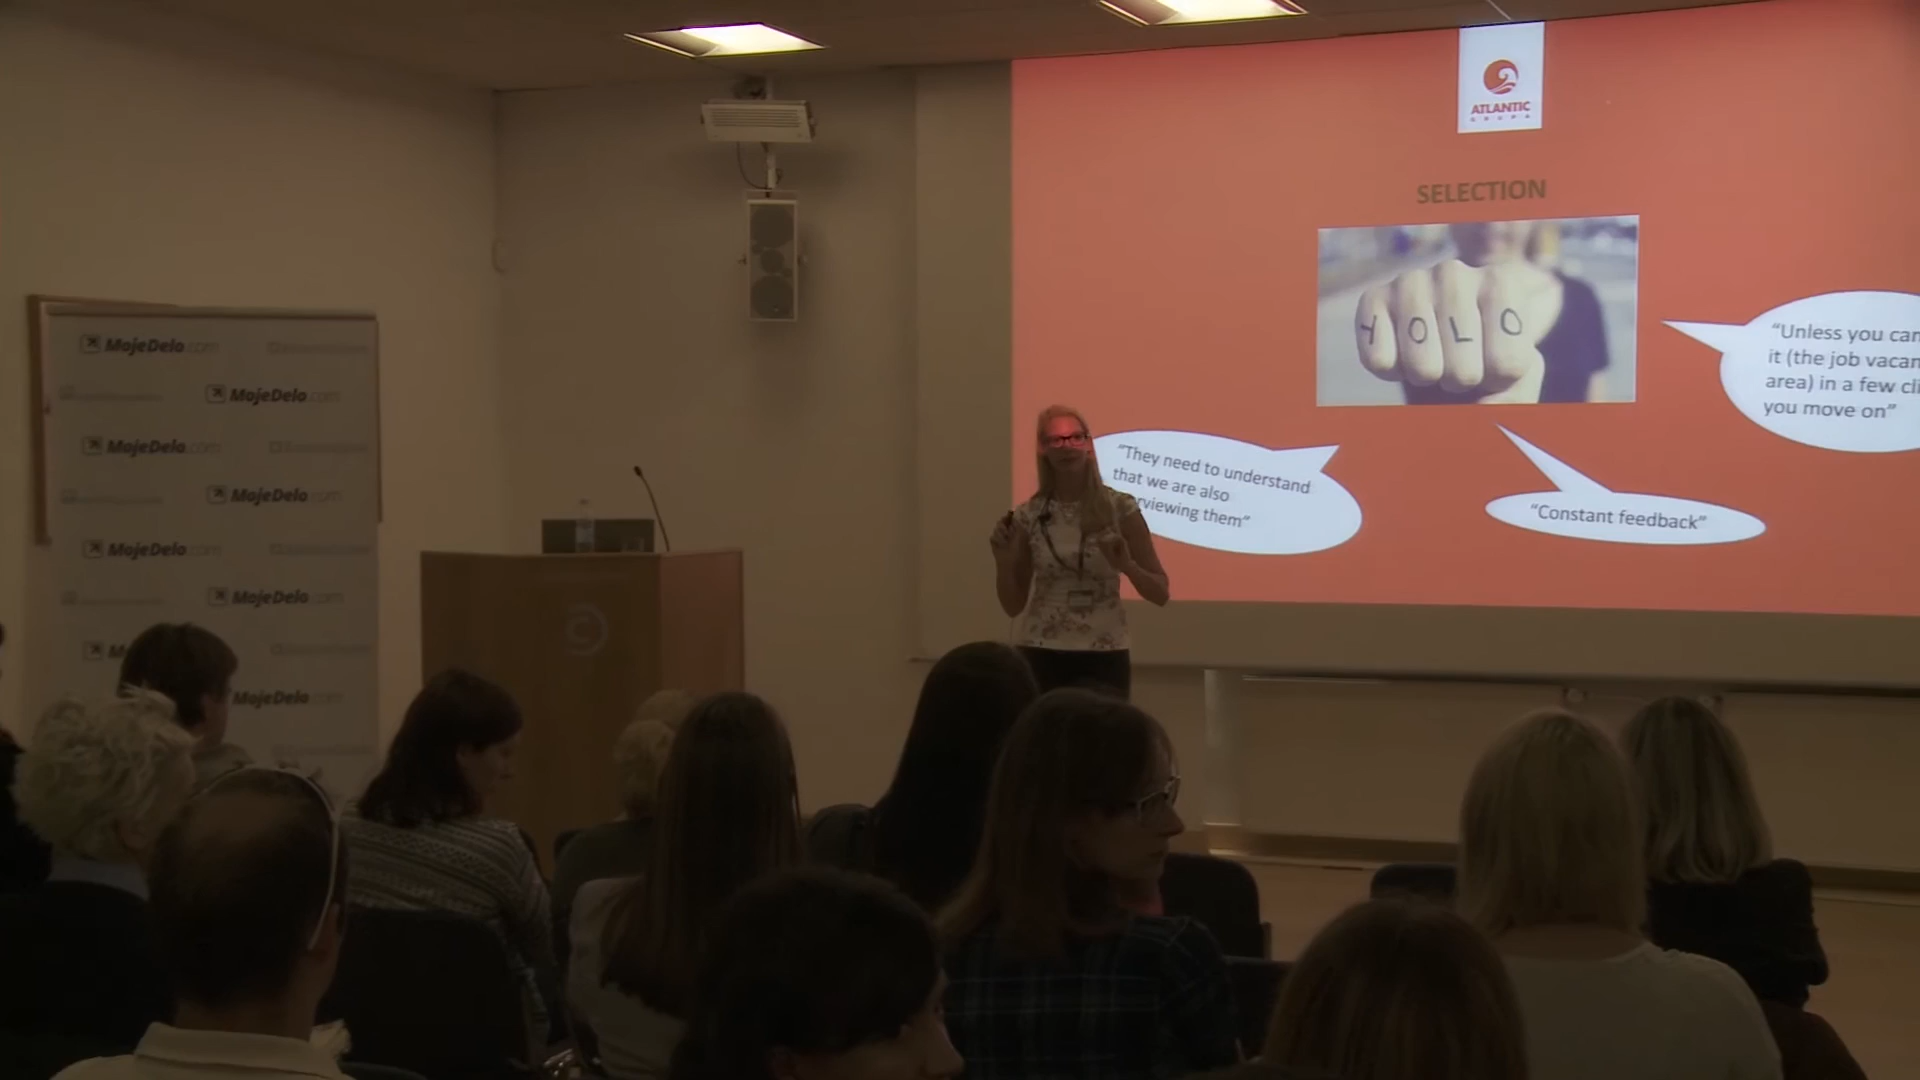 ATLANTIC
GRUPA
SELECTION
YOLO
"Unless you can
it (the job vacan
area) in a few cli
you move on"
"They need to understand
that we are also
rviewing them"
"Constant feedback"
MojeDelo.com
MojeDelo.com
MojeDelo.com
MojeDelo.com
MojeDelo.com
MojeDelo.com
M
MojeDelo.com